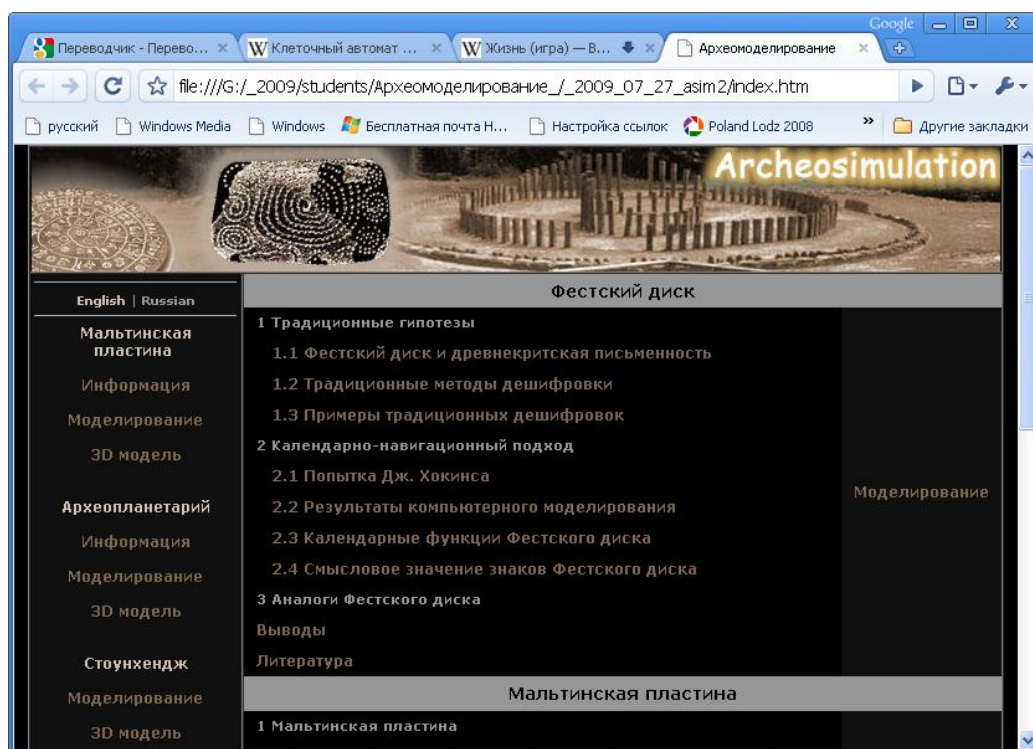 Google
Переводчик - Перево...
Клеточный автомат ...
Жизнь (игра) — В...
Археомоделирование
file:///G:/_2009/students/Археомоделирование_/_2009_07_27_asim2/index.htm
русский
Windows Media
Windows
Бесплатная почта H...
Настройка ссылок
Poland Lodz 2008
»
Другие закладки
Archeosimulation
English | Russian
Мальтинская
пластина
Информация
Моделирование
3D модель
Археопланетарий
Информация
Моделирование
3D модель
Стоунхендж
Моделирование
3D модель
Фестский диск
1 Традиционные гипотезы
1.1 Фестский диск и древнекритская письменность
1.2 Традиционные методы дешифровки
1.3 Примеры традиционных дешифровок
2 Календарно-навигационный подход
2.1 Попытка Дж. Хокинса
2.2 Результаты компьютерного моделирования
2.3 Календарные функции Фестского диска
2.4 Смысловое значение знаков Фестского диска
3 Аналоги Фестского диска
Выводы
Литература
Моделирование
Мальтинская пластина
1 Мальтинская пластина